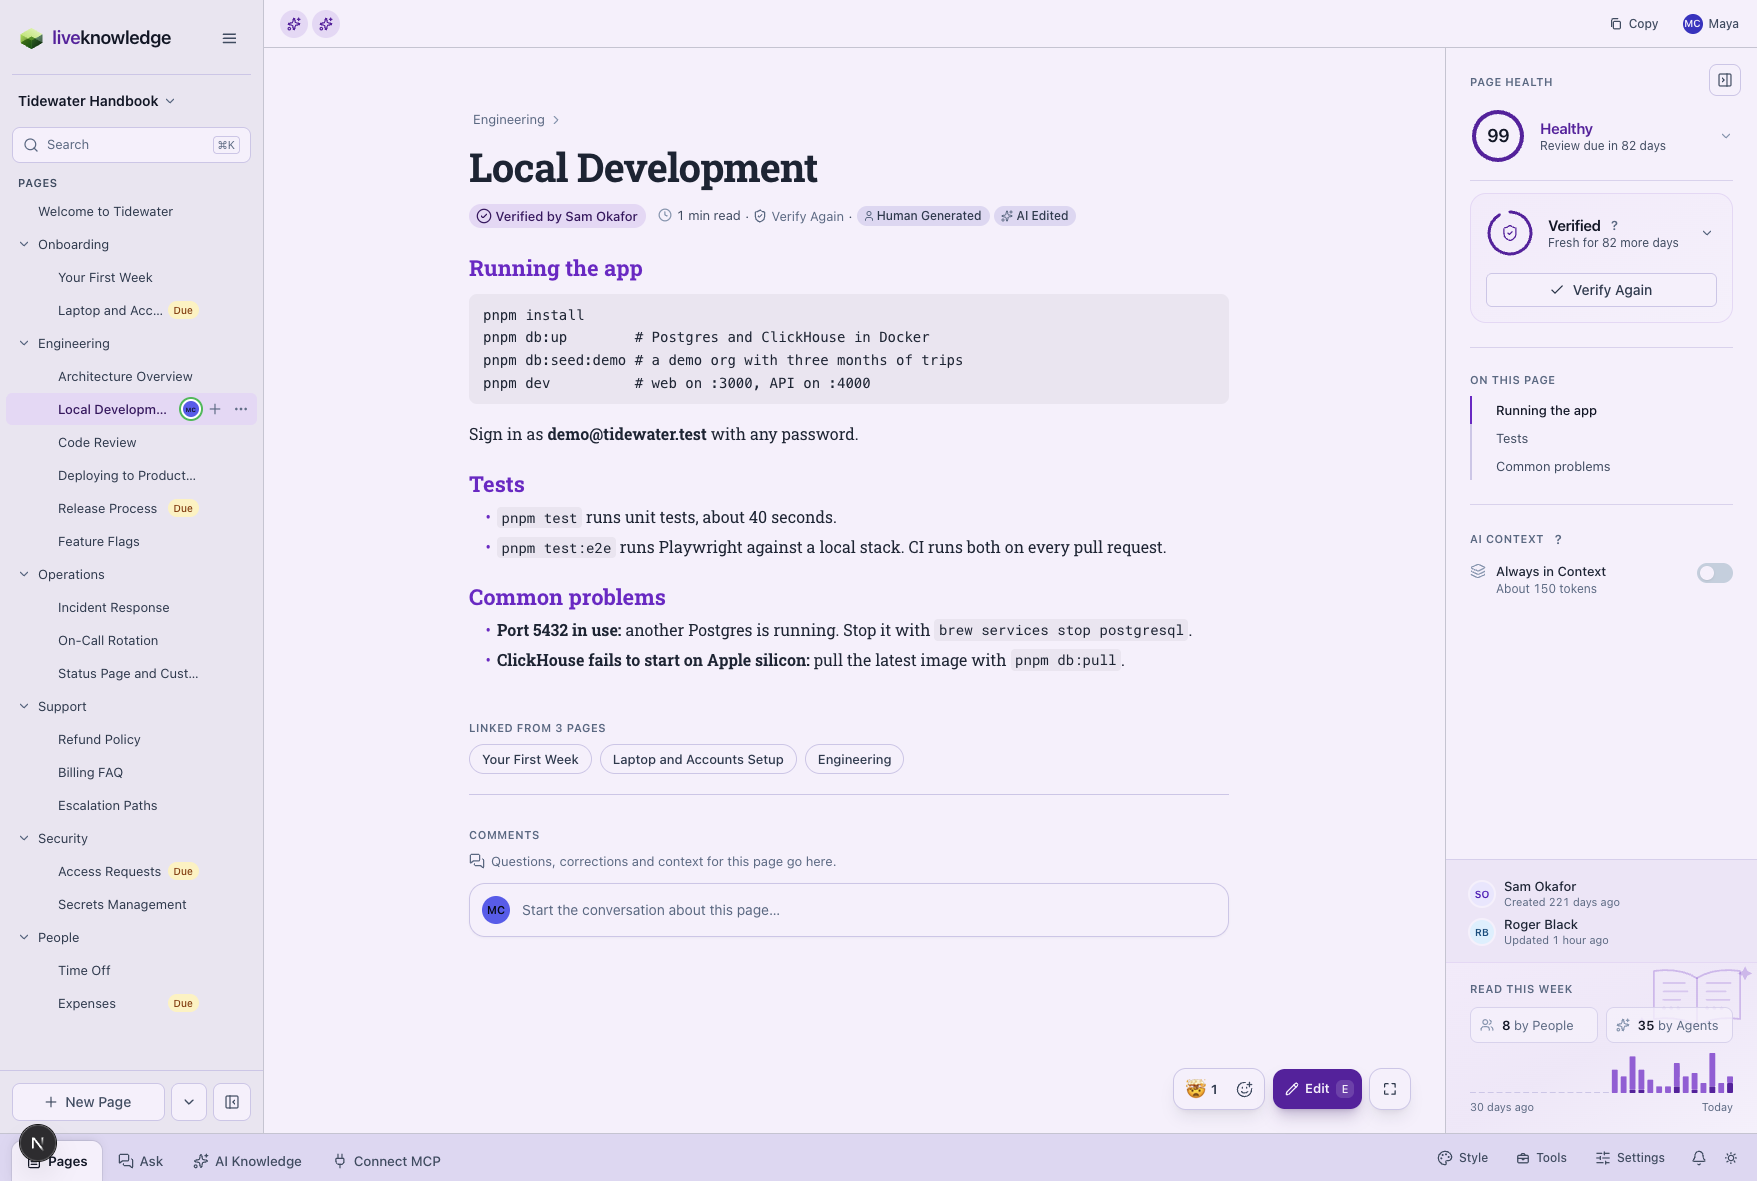 liveknowledge
Tidewater Handbook
Search ⌘K
PAGES
Welcome to Tidewater
Onboarding
Your First Week
Laptop and Acc... Due
Engineering
Architecture Overview
Local Developm... MC
Code Review
Deploying to Product...
Release Process Due
Feature Flags
Operations
Incident Response
On-Call Rotation
Status Page and Cust...
Support
Refund Policy
Billing FAQ
Escalation Paths
Security
Access Requests Due
Secrets Management
People
Time Off
Expenses Due
New Page
Copy MC Maya
Engineering
Local Development
Verified by Sam Okafor 1 min read · Verify Again · Human Generated AI Edited
Running the app
pnpm install
pnpm db:up # Postgres and ClickHouse in Docker
pnpm db:seed:demo # a demo org with three months of trips
pnpm dev # web on :3000, API on :4000
Sign in as demo@tidewater.test with any password.
Tests
• pnpm test runs unit tests, about 40 seconds.
• pnpm test:e2e runs Playwright against a local stack. CI runs both on every pull request.
Common problems
• Port 5432 in use: another Postgres is running. Stop it with brew services stop postgresql.
• ClickHouse fails to start on Apple silicon: pull the latest image with pnpm db:pull.
LINKED FROM 3 PAGES
Your First Week Laptop and Accounts Setup Engineering
COMMENTS
Questions, corrections and context for this page go here.
MC Start the conversation about this page...
🤯 1
Edit E
PAGE HEALTH
99 Healthy
Review due in 82 days
Verified ?
Fresh for 82 more days
Verify Again
ON THIS PAGE
Running the app
Tests
Common problems
AI CONTEXT ?
Always in Context
About 150 tokens
SO Sam Okafor
Created 221 days ago
RB Roger Black
Updated 1 hour ago
READ THIS WEEK
8 by People 35 by Agents
30 days ago Today
N
Pages Ask AI Knowledge Connect MCP
Style Tools Settings